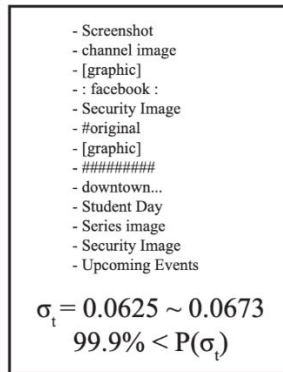 - Screenshot
- channel image
- [graphic]
- : facebook :
- Security Image
- #original
- [graphic]
- #########
- downtown...
- Student Day
- Series image
- Security Image
- Upcoming Events
σt = 0.0625 ~ 0.0673
99.9% < P(σt)